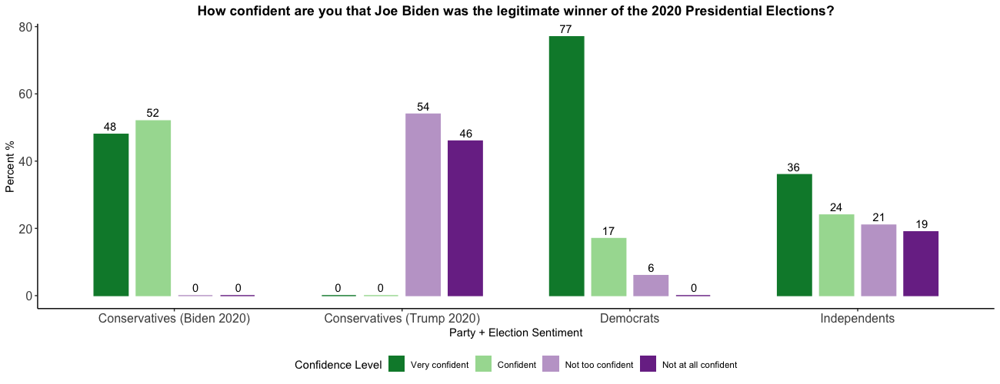 How confident are you that Joe Biden was the legitimate winner of the 2020 Presidential Elections?
80
60
40
20
0
Percent %
48
52
0
0
0
0
54
46
77
17
6
0
36
24
21
19
Conservatives (Biden 2020)
Conservatives (Trump 2020)
Democrats
Independents
Party + Election Sentiment
Confidence Level Very confident Confident Not too confident Not at all confident